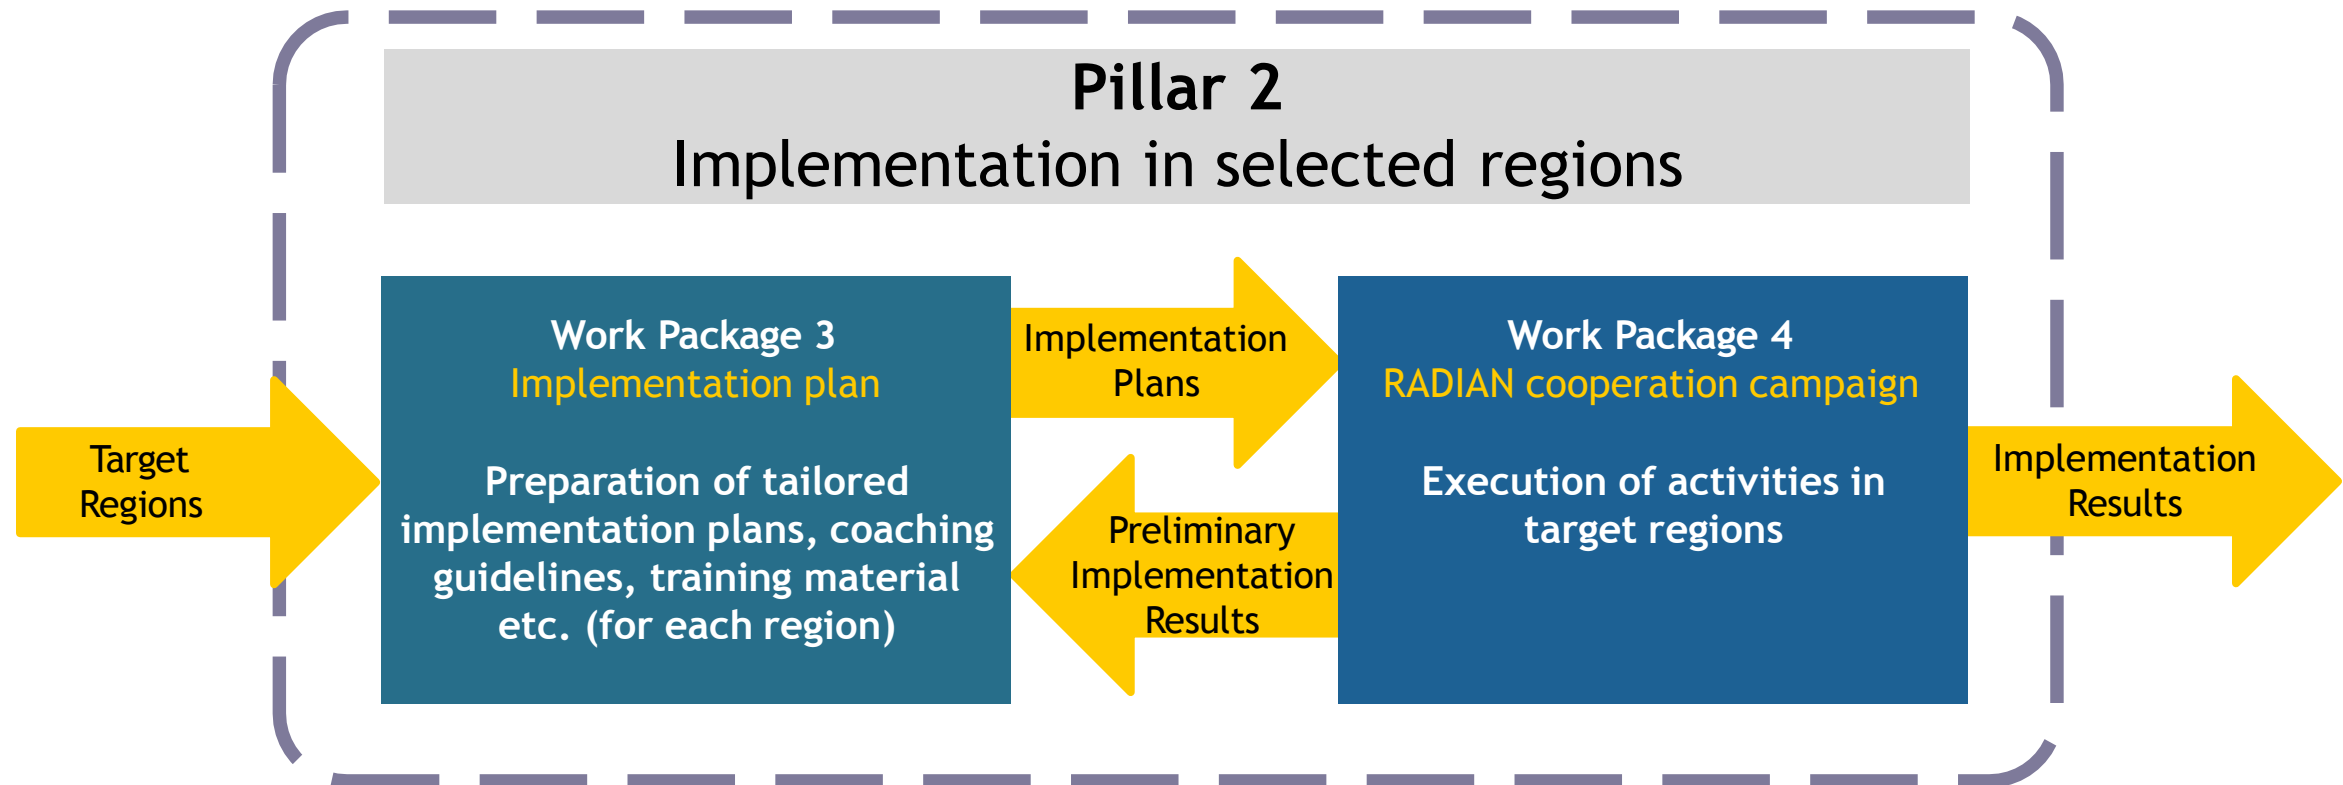 Pillar 2
Implementation in selected regions
Target
Regions
Work Package 3
Implementation plan
Preparation of tailored
implementation plans, coaching
guidelines, training material
etc. (for each region)
Implementation
Plans
Preliminary
Implementation
Results
Work Package 4
RADIAN cooperation campaign
Execution of activities in
target regions
Implementation
Results